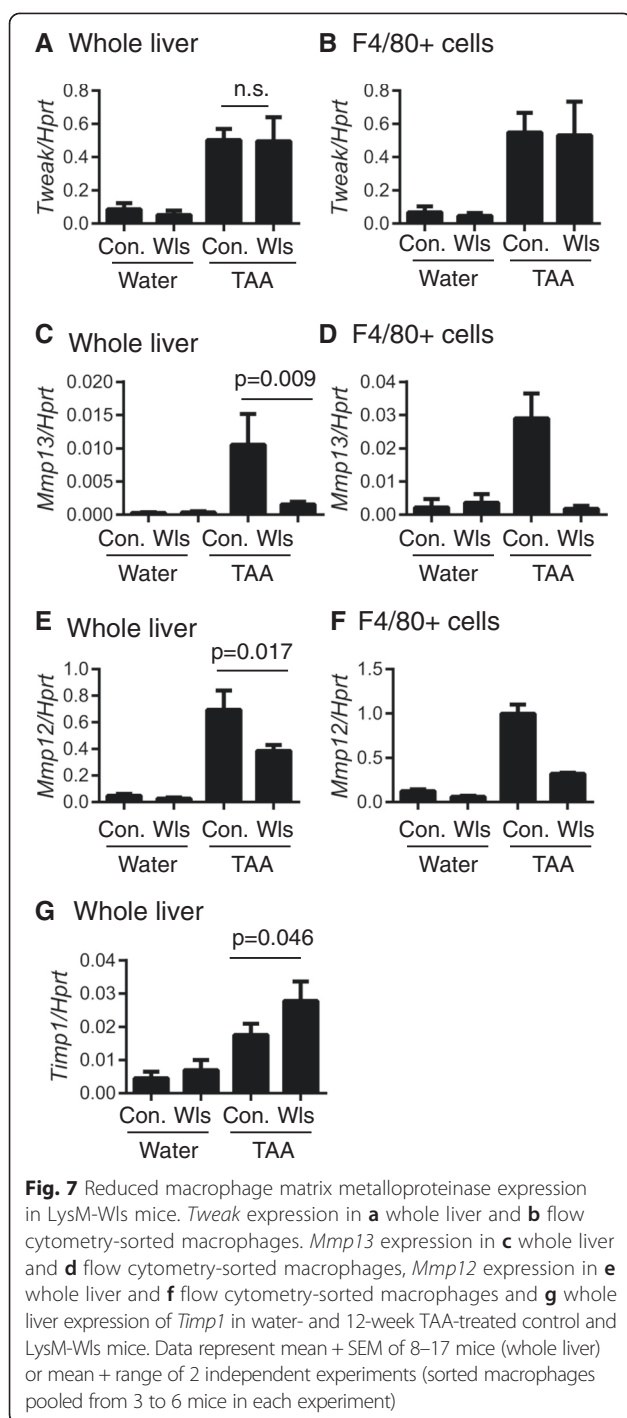 A Whole liver
B F4/80+ cells
n.s.
Tweak/Hprt
0.8
0.6
0.4
0.2
0.0
Con. Wls Con. Wls
Water TAA
Tweak/Hprt
0.8
0.6
0.4
0.2
0.0
Con. Wls Con. Wls
Water TAA
C Whole liver
D F4/80+ cells
p=0.009
Mmp13/Hprt
0.020
0.015
0.010
0.005
0.000
Con. Wls Con. Wls
Water TAA
Mmp13/Hprt
0.04
0.03
0.02
0.01
0.00
Con. Wls Con. Wls
Water TAA
E Whole liver
F F4/80+ cells
p=0.017
Mmp12/Hprt
1.0
0.8
0.6
0.4
0.2
0.0
Con. Wls Con. Wls
Water TAA
Mmp12/Hprt
1.5
1.0
0.5
0.0
Con. Wls Con. Wls
Water TAA
G Whole liver
p=0.046
Timp1/Hprt
0.04
0.03
0.02
0.01
0.00
Con. Wls Con. Wls
Water TAA
Fig. 7 Reduced macrophage matrix metalloproteinase expression
in LysM-Wls mice. Tweak expression in a whole liver and b flow
cytometry-sorted macrophages. Mmp13 expression in c whole liver
and d flow cytometry-sorted macrophages, Mmp12 expression in e
whole liver and f flow cytometry-sorted macrophages and g whole
liver expression of Timp1 in water- and 12-week TAA-treated control and
LysM-Wls mice. Data represent mean + SEM of 8–17 mice (whole liver)
or mean + range of 2 independent experiments (sorted macrophages
pooled from 3 to 6 mice in each experiment)